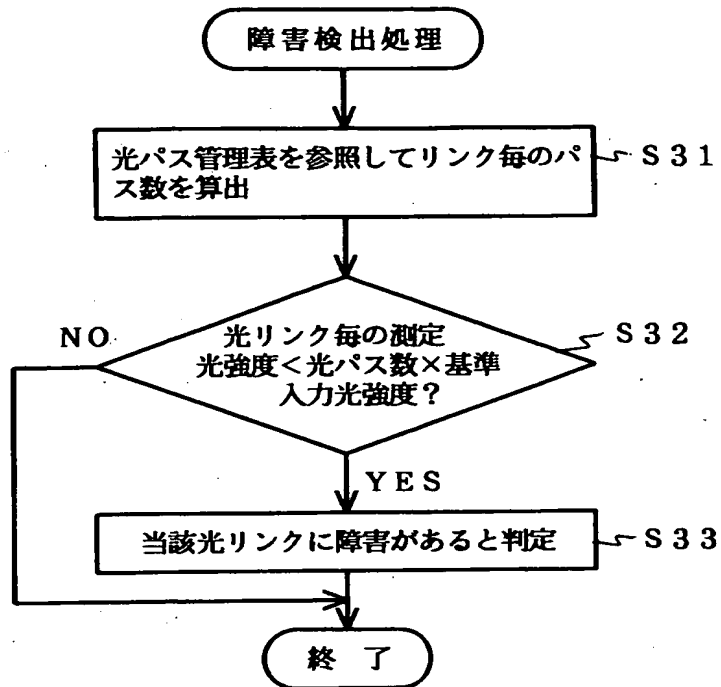 障害検出処理
光パス管理表を参照してリンク毎のパ
ス数を算出
S31
NO
光リンク毎の測定
光強度<光パス数×基準
入力光強度?
S32
YES
当該光リンクに障害があると判定
S33
終 了